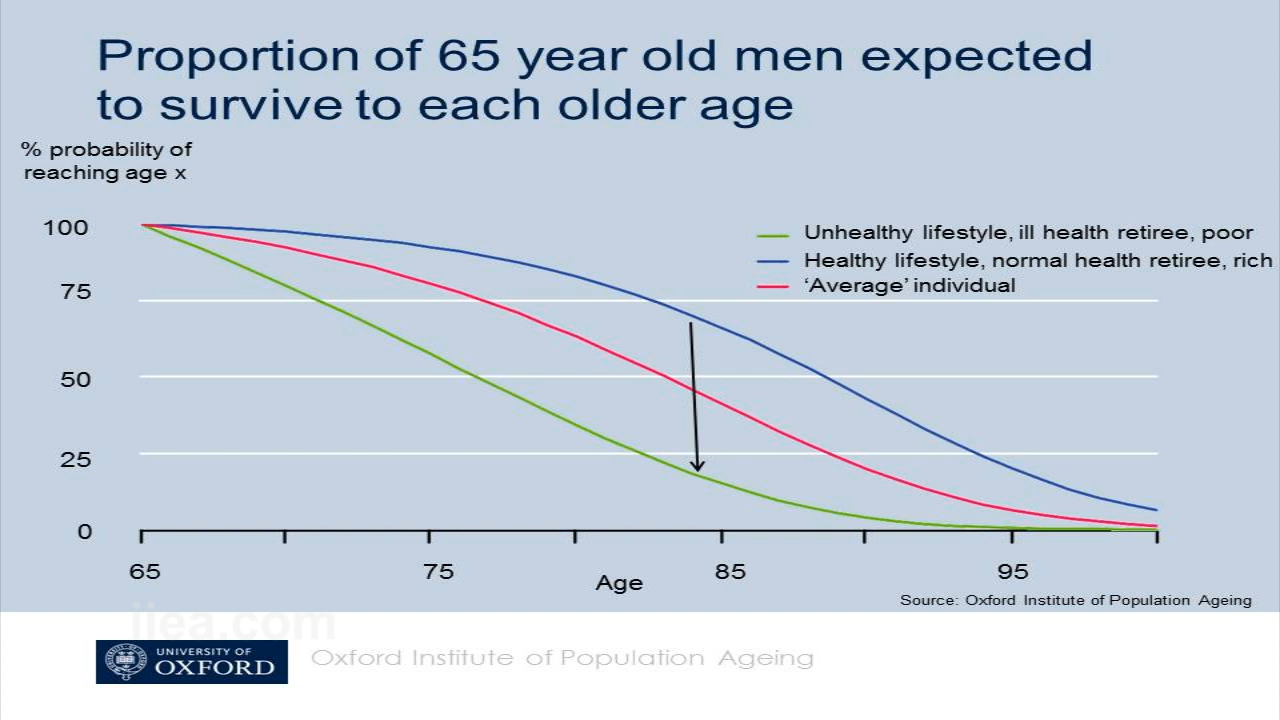 Proportion of 65 year old men expected
to survive to each older age
% probability of
reaching age x
100
75
50
25
0
Unhealthy lifestyle, ill health retiree, poor
Healthy lifestyle, normal health retiree, rich
‘Average’ individual
65
75
85
95
Age
Source: Oxford Institute of Population Ageing
iiea.com
UNIVERSITY OF
OXFORD
Oxford Institute of Population Ageing